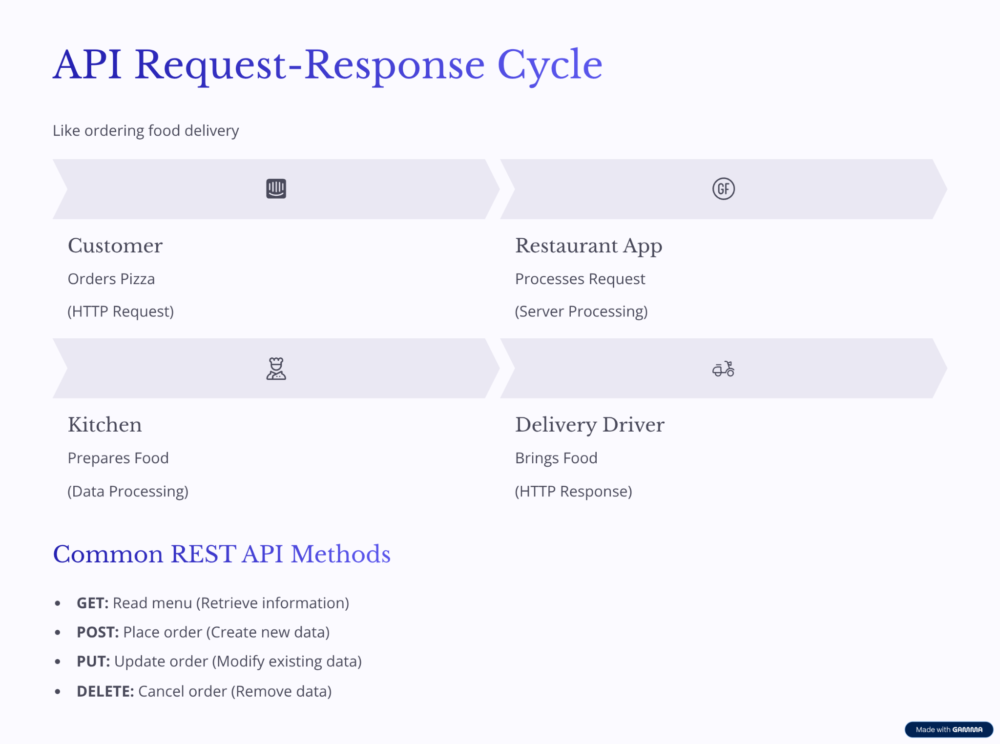 API Request-Response Cycle
Like ordering food delivery
GF
Customer
Orders Pizza
(HTTP Request)
Restaurant App
Processes Request
(Server Processing)
Kitchen
Prepares Food
(Data Processing)
Delivery Driver
Brings Food
(HTTP Response)
Common REST API Methods
• GET: Read menu (Retrieve information)
• POST: Place order (Create new data)
• PUT: Update order (Modify existing data)
• DELETE: Cancel order (Remove data)
Made with GAMMA